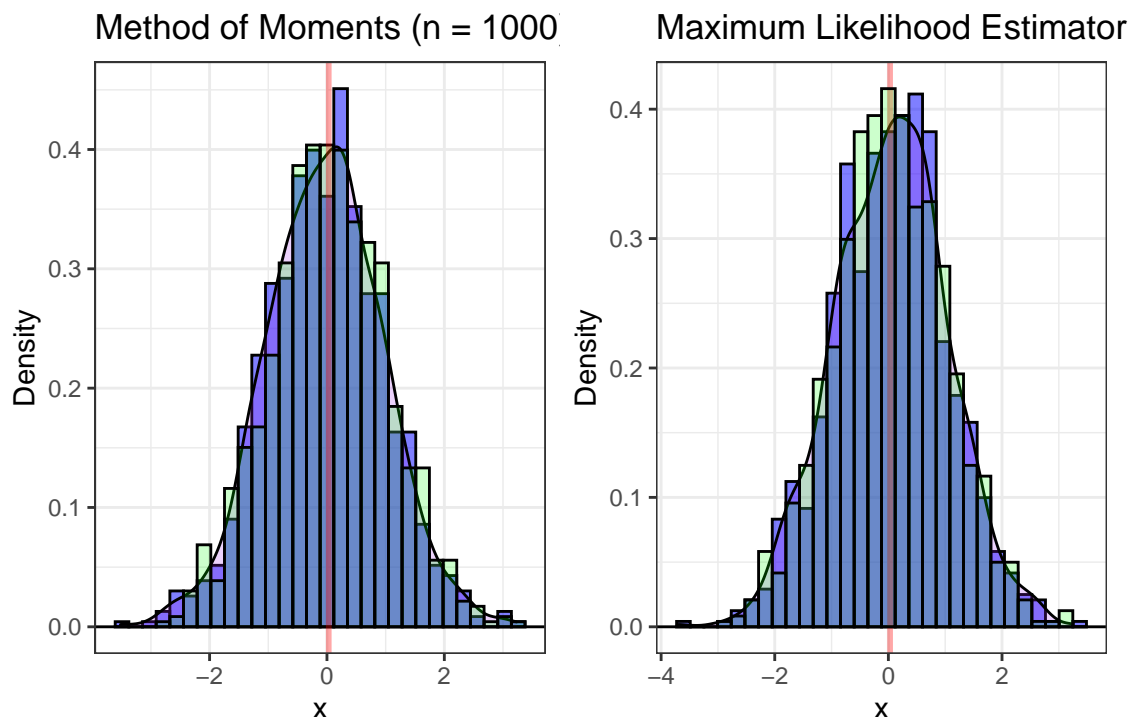 Method of Moments (n = 1000)
Density
0.4
0.3
0.2
0.1
0.0
−2
0
2
x
Maximum Likelihood Estimator
Density
0.4
0.3
0.2
0.1
0.0
−4
−2
0
2
x